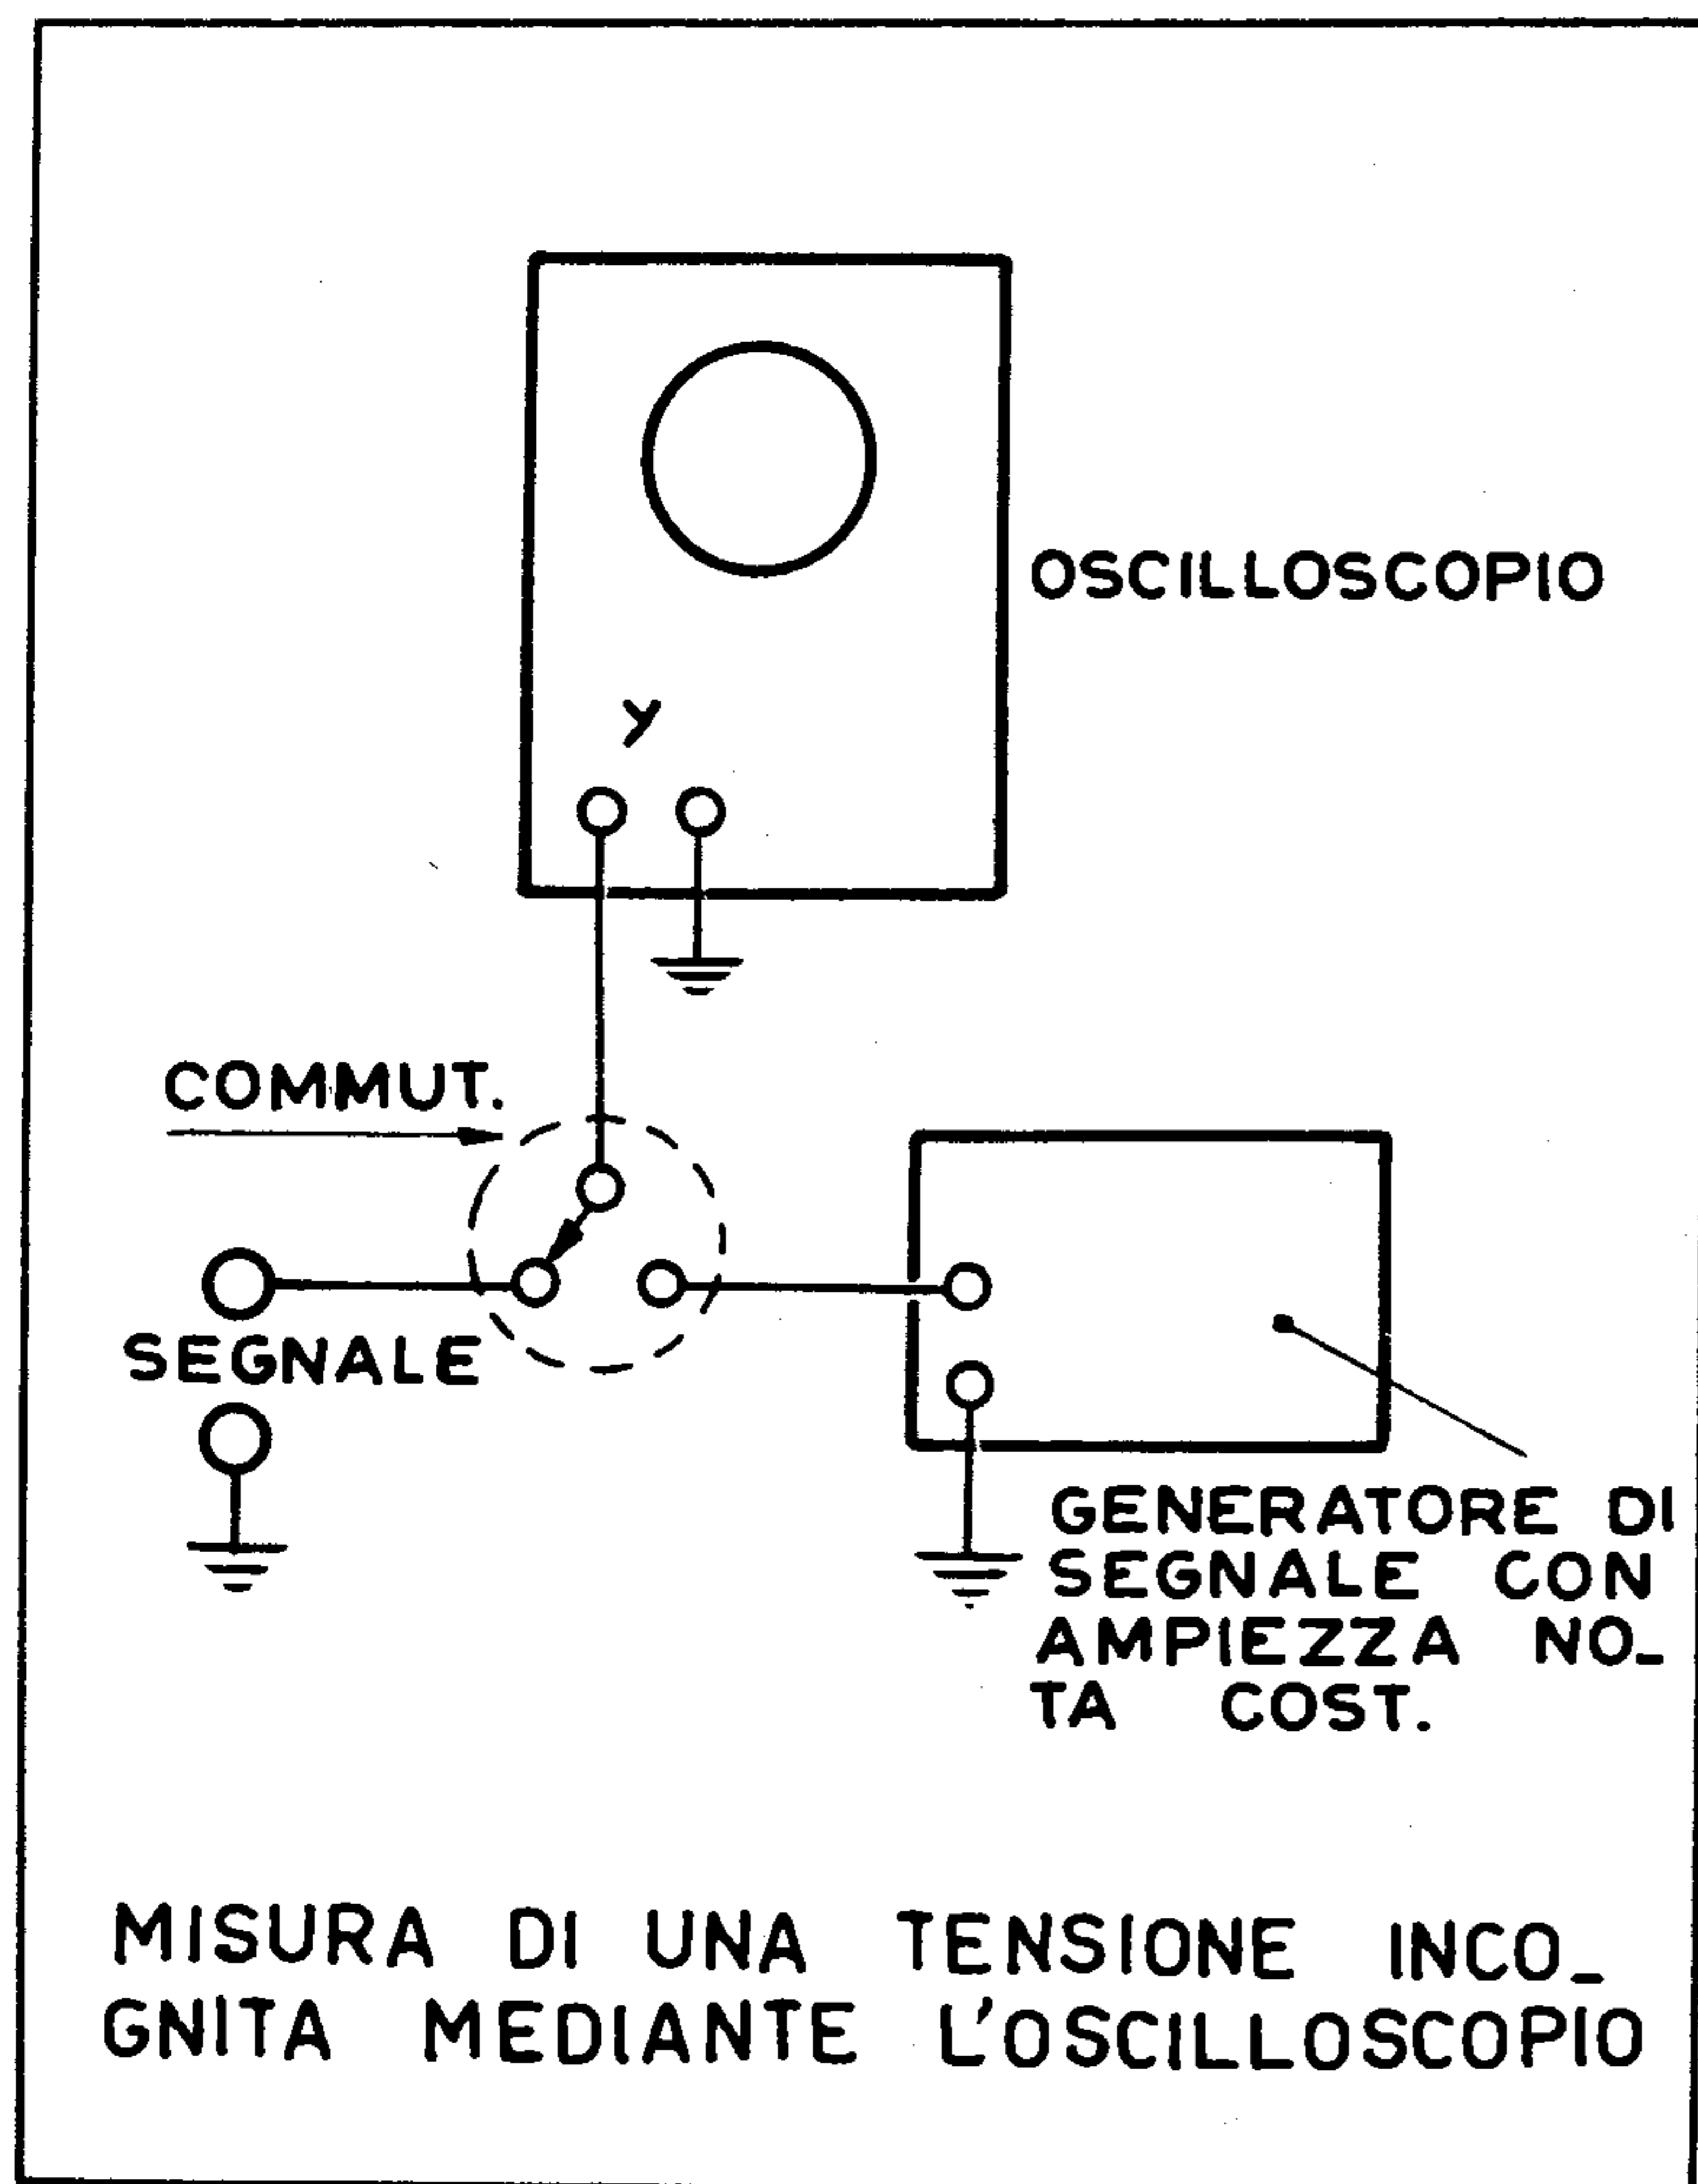 OSCILLOSCOPIO
Y
COMMUT.
SEGNALE
GENERATORE DI
SEGNALE CON
AMPIEZZA NO_
TA COST.
MISURA DI UNA TENSIONE INCO_
GNITA MEDIANTE L'OSCILLOSCOPIO